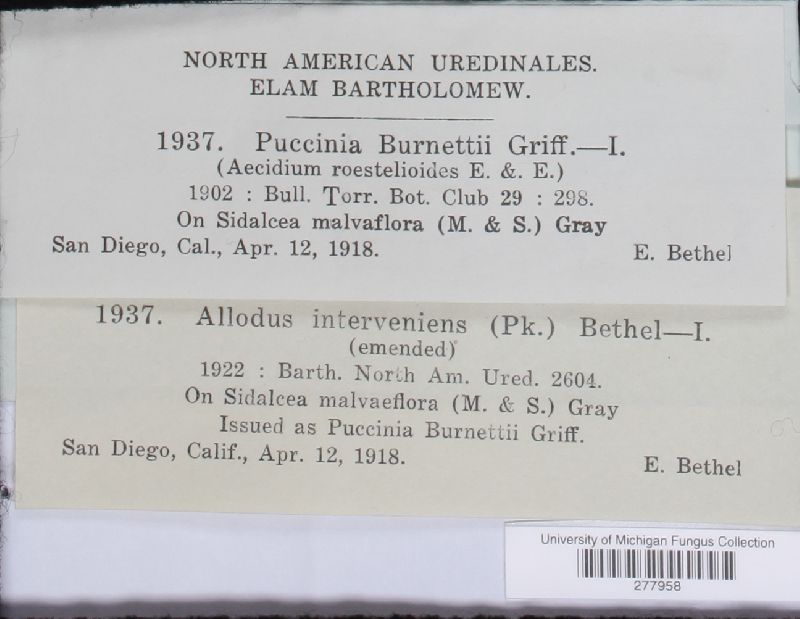 NORTH AMERICAN UREDINALES.
ELAM BARTHOLOMEW.
1937. Puccinia Burnettii Griff.—I.
(Aecidium roestelioides E. &. E.)
1902 : Bull. Torr. Bot. Club 29 : 298.
On Sidalcea malvaflora (M. & S.) Gray
San Diego, Cal., Apr. 12, 1918. E. Bethel
1937. Allodus interveniens (Pk.) Bethel—I.
(emended)
1922 : Barth. North Am. Ured. 2604.
On Sidalcea malvaeflora (M. & S.) Gray
Issued as Puccinia Burnettii Griff.
San Diego, Calif., Apr. 12, 1918. E. Bethel
University of Michigan Fungus Collection
277958